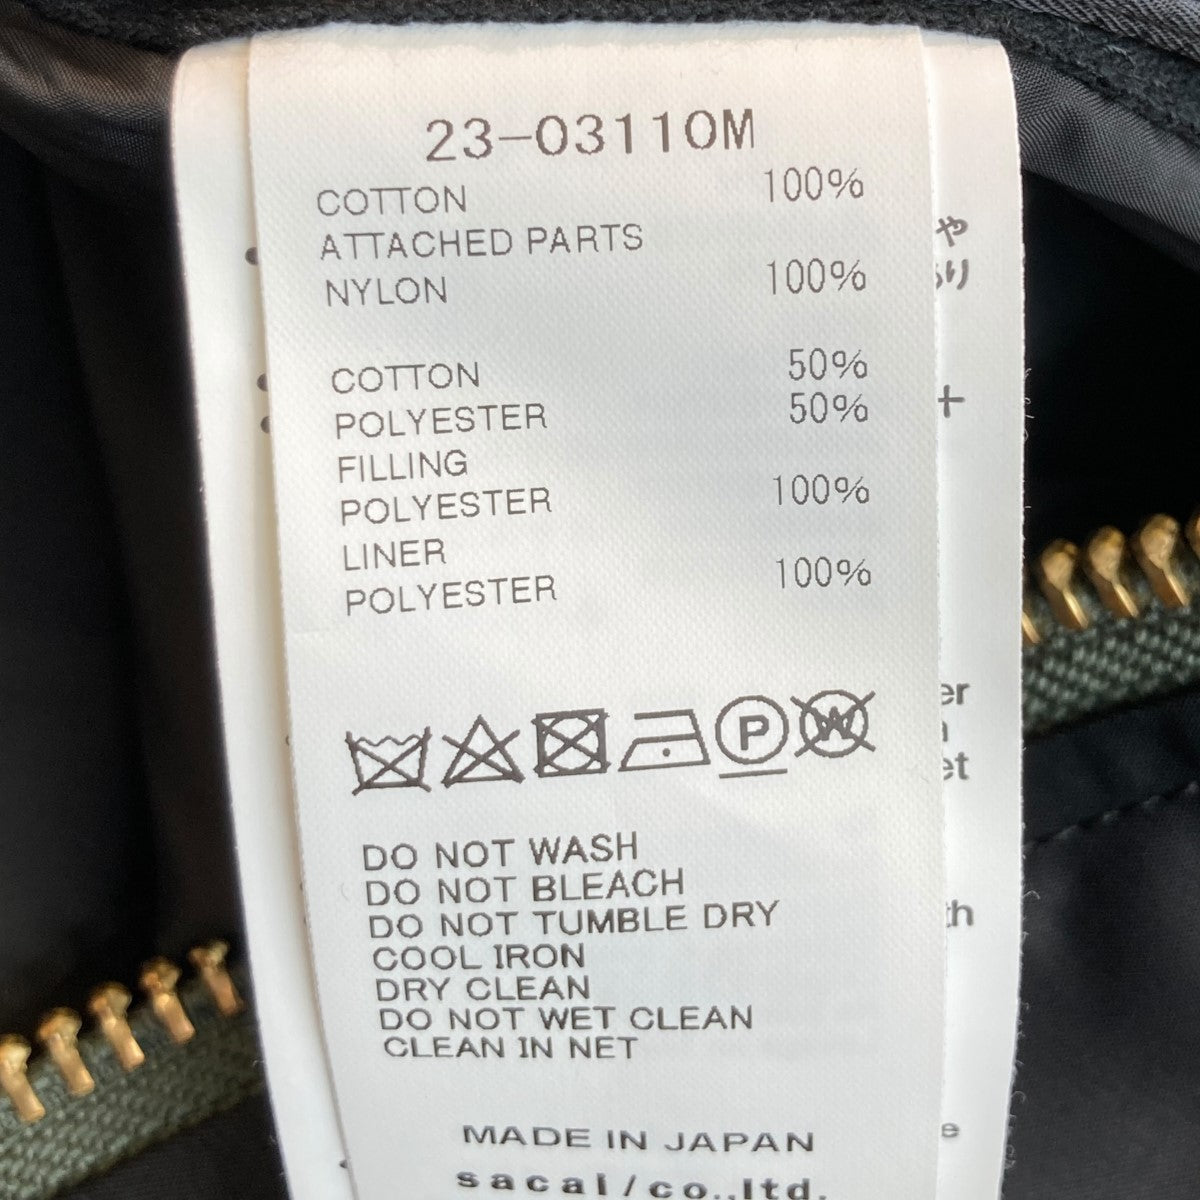 23-03110M
COTTON 100%
ATTACHED PARTS
NYLON 100%
COTTON 50%
POLYESTER 50%
FILLING
POLYESTER 100%
LINER
POLYESTER 100%
P W
DO NOT WASH
DO NOT BLEACH
DO NOT TUMBLE DRY
COOL IRON
DRY CLEAN
DO NOT WET CLEAN
CLEAN IN NET
MADE IN JAPAN
sacai/co.,ltd.